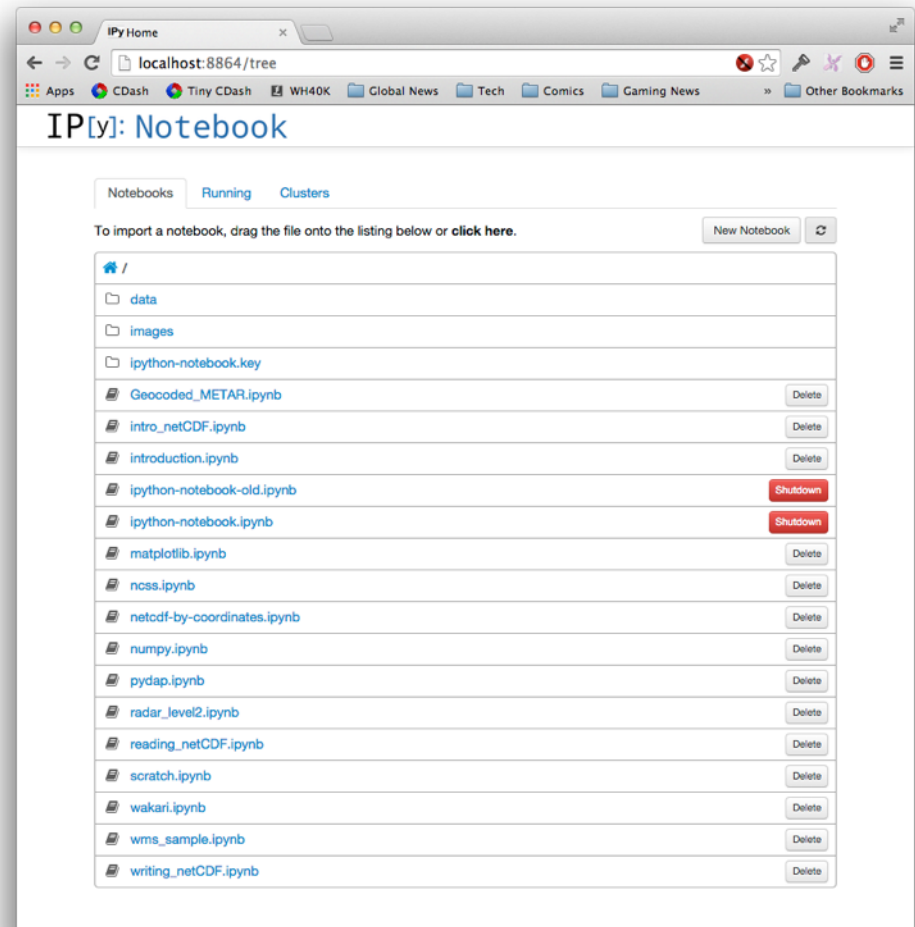 IPy Home
localhost:8864/tree
Apps CDash Tiny CDash WH40K Global News Tech Comics Gaming News » Other Bookmarks
IP[y]: Notebook
Notebooks Running Clusters
To import a notebook, drag the file onto the listing below or click here. New Notebook
/
data
images
ipython-notebook.key
Geocoded_METAR.ipynb Delete
intro_netCDF.ipynb Delete
introduction.ipynb Delete
ipython-notebook-old.ipynb Shutdown
ipython-notebook.ipynb Shutdown
matplotlib.ipynb Delete
ncss.ipynb Delete
netcdf-by-coordinates.ipynb Delete
numpy.ipynb Delete
pydap.ipynb Delete
radar_level2.ipynb Delete
reading_netCDF.ipynb Delete
scratch.ipynb Delete
wakari.ipynb Delete
wms_sample.ipynb Delete
writing_netCDF.ipynb Delete